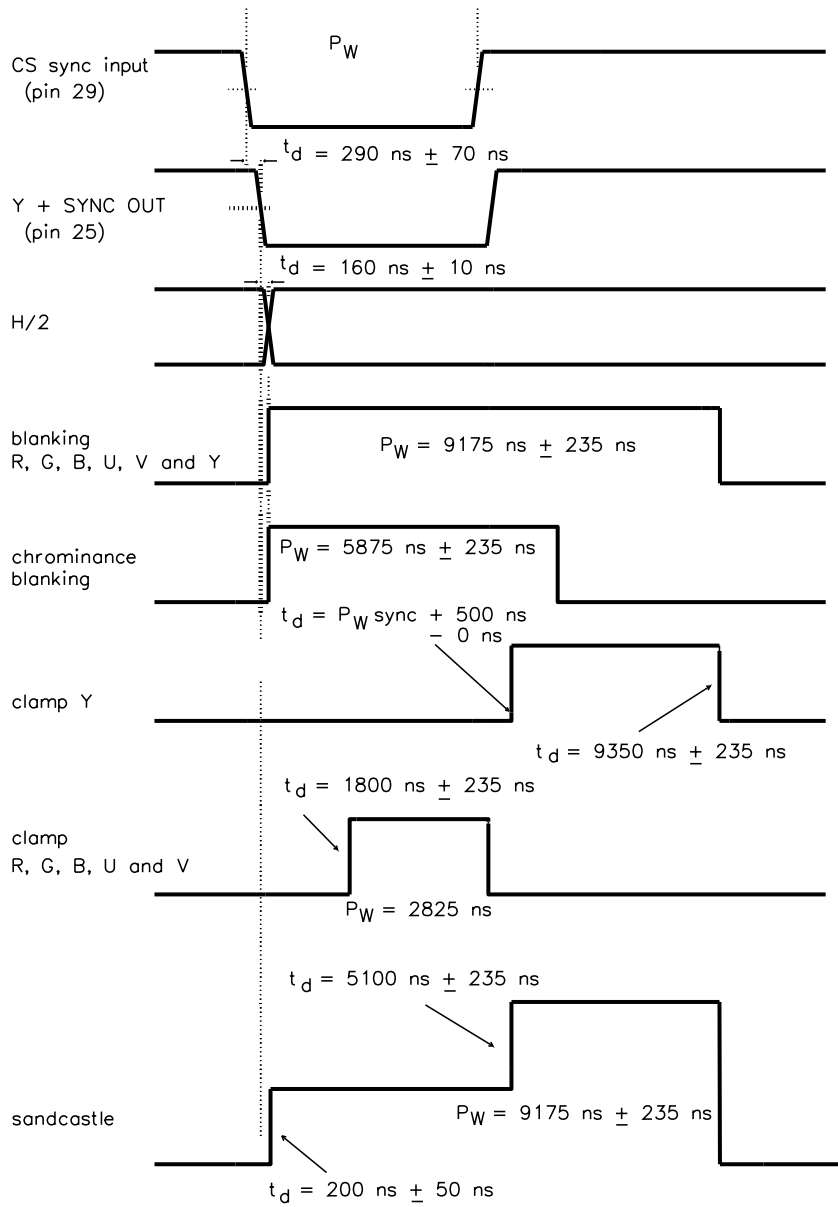 P_W
CS sync input
(pin 29)
t_d = 290 ns ± 70 ns
Y + SYNC OUT
(pin 25)
t_d = 160 ns ± 10 ns
H/2
blanking
R, G, B, U, V and Y
P_W = 9175 ns ± 235 ns
chrominance
blanking
P_W = 5875 ns ± 235 ns
t_d = P_W sync + 500 ns
− 0 ns
clamp Y
t_d = 9350 ns ± 235 ns
t_d = 1800 ns ± 235 ns
clamp
R, G, B, U and V
P_W = 2825 ns
t_d = 5100 ns ± 235 ns
sandcastle
P_W = 9175 ns ± 235 ns
t_d = 200 ns ± 50 ns